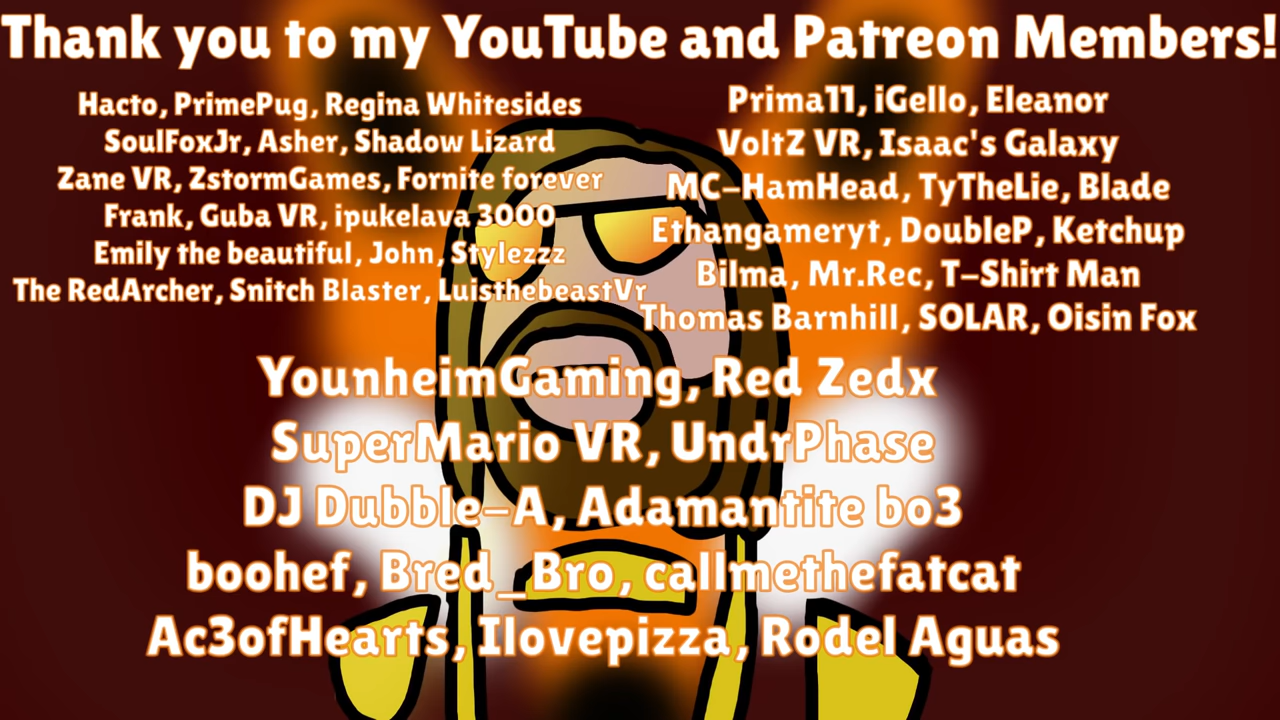 Thank you to my YouTube and Patreon Members!
Hacto, PrimePug, Regina Whitesides
SoulFoxJr, Asher, Shadow Lizard
Zane VR, ZstormGames, Fornite forever
Frank, Guba VR, ipukelava 3000
Emily the beautiful, John, Stylezzz
The RedArcher, Snitch Blaster, LuisthebeastVr
Prima11, iGello, Eleanor
VoltZ VR, Isaac's Galaxy
MC-HamHead, TyTheLie, Blade
Ethangameryt, DoubleP, Ketchup
Bilma, Mr.Rec, T-Shirt Man
Thomas Barnhill, SOLAR, Oisin Fox
YounheimGaming, Red Zedx
SuperMario VR, UndrPhase
DJ Dubble-A, Adamantite bo3
boohef, Bred_Bro, callmethefatcat
Ac3ofHearts, Ilovepizza, Rodel Aguas